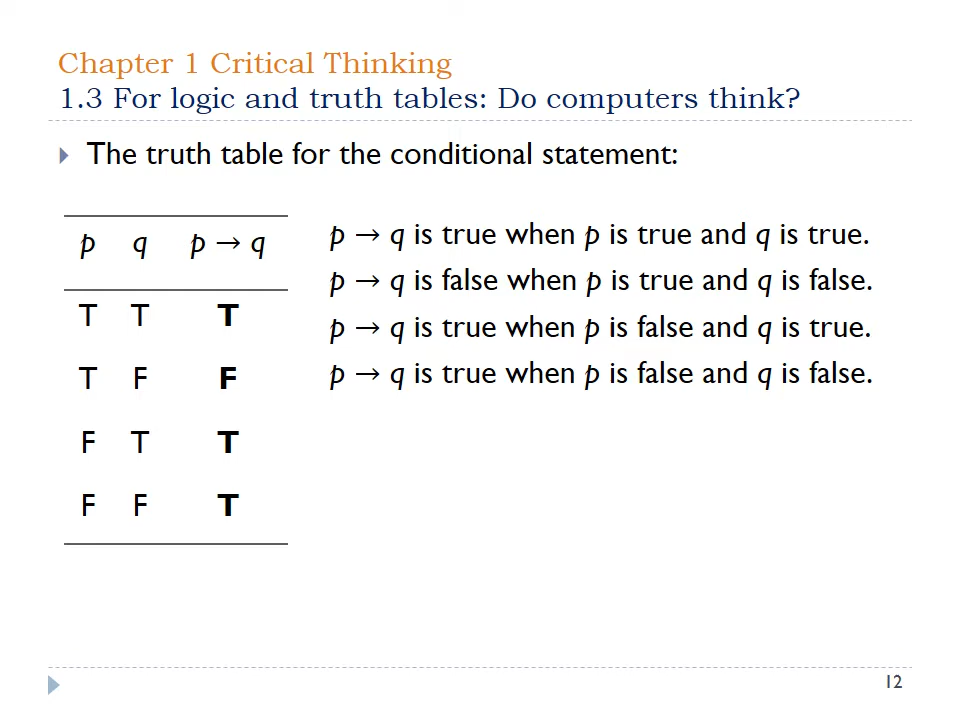 Chapter 1 Critical Thinking
1.3 For logic and truth tables: Do computers think?
The truth table for the conditional statement:
p q p → q
T T T
T F F
F T T
F F T
p → q is true when p is true and q is true.
p → q is false when p is true and q is false.
p → q is true when p is false and q is true.
p → q is true when p is false and q is false.
12